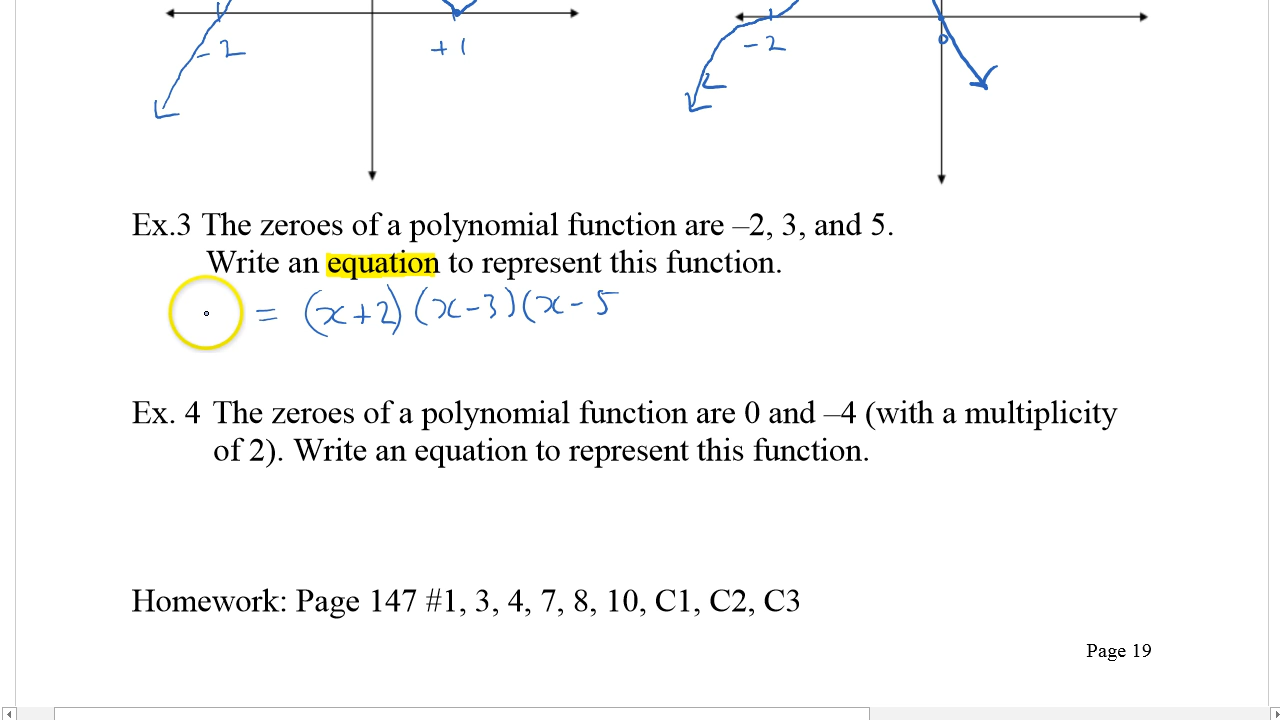 -2 +1 -2 0
Ex.3 The zeroes of a polynomial function are –2, 3, and 5.
Write an equation to represent this function.
= (x+2)(x-3)(x-5
Ex. 4 The zeroes of a polynomial function are 0 and –4 (with a multiplicity
of 2). Write an equation to represent this function.
Homework: Page 147 #1, 3, 4, 7, 8, 10, C1, C2, C3
Page 19